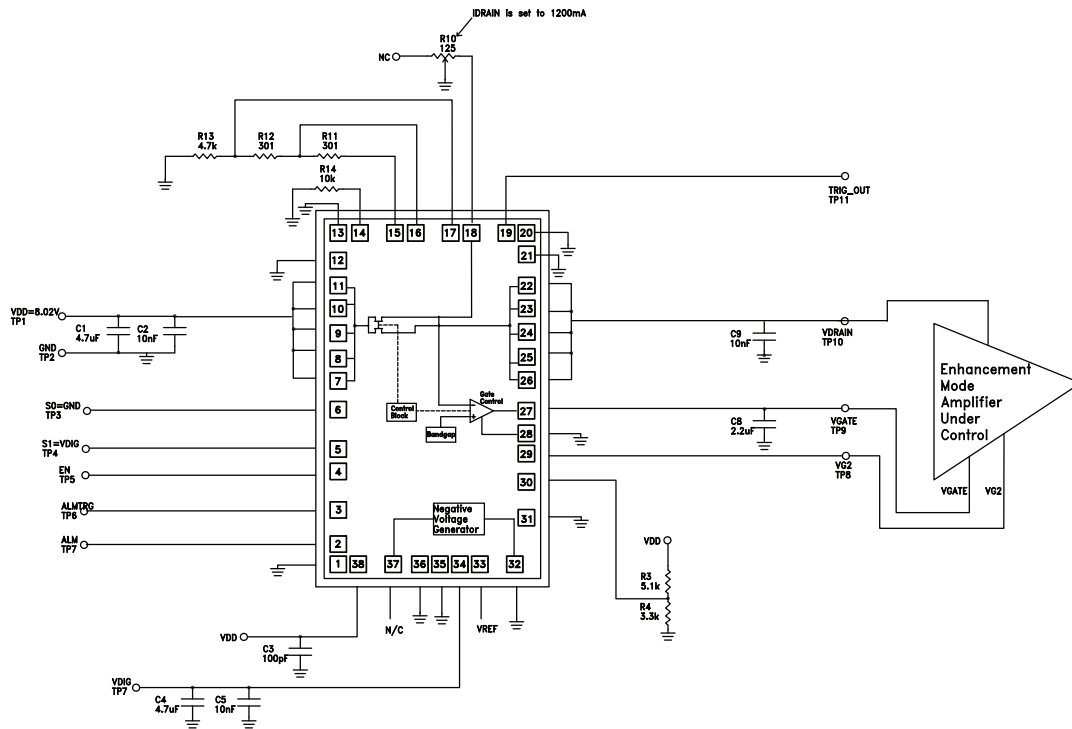 IDRAIN is set to 1200mA
R10
125
NC
R13
4.7k
R12
301
R11
301
R14
10k
TRIG_OUT
TP11
13
14
15
16
17
18
19
20
21
12
11
10
9
8
7
6
5
4
3
2
1
22
23
24
25
26
27
28
29
30
31
38
37
36
35
34
33
32
VDD=8.02V
TP1
C1
4.7uF
C2
10nF
GND
TP2
S0=GND
TP3
S1=VDIG
TP4
EN
TP5
ALMTRG
TP6
ALM
TP7
Control
Block
Bandgap
Gate
Control
Negative
Voltage
Generator
C9
10nF
VDRAIN
TP10
C8
2.2uF
VGATE
TP9
VG2
TP8
Enhancement
Mode
Amplifier
Under
Control
VGATE
VG2
VDD
R3
5.1k
R4
3.3k
VDD
C3
100pF
N/C
VREF
VDIG
TP7
C4
4.7uF
C5
10nF